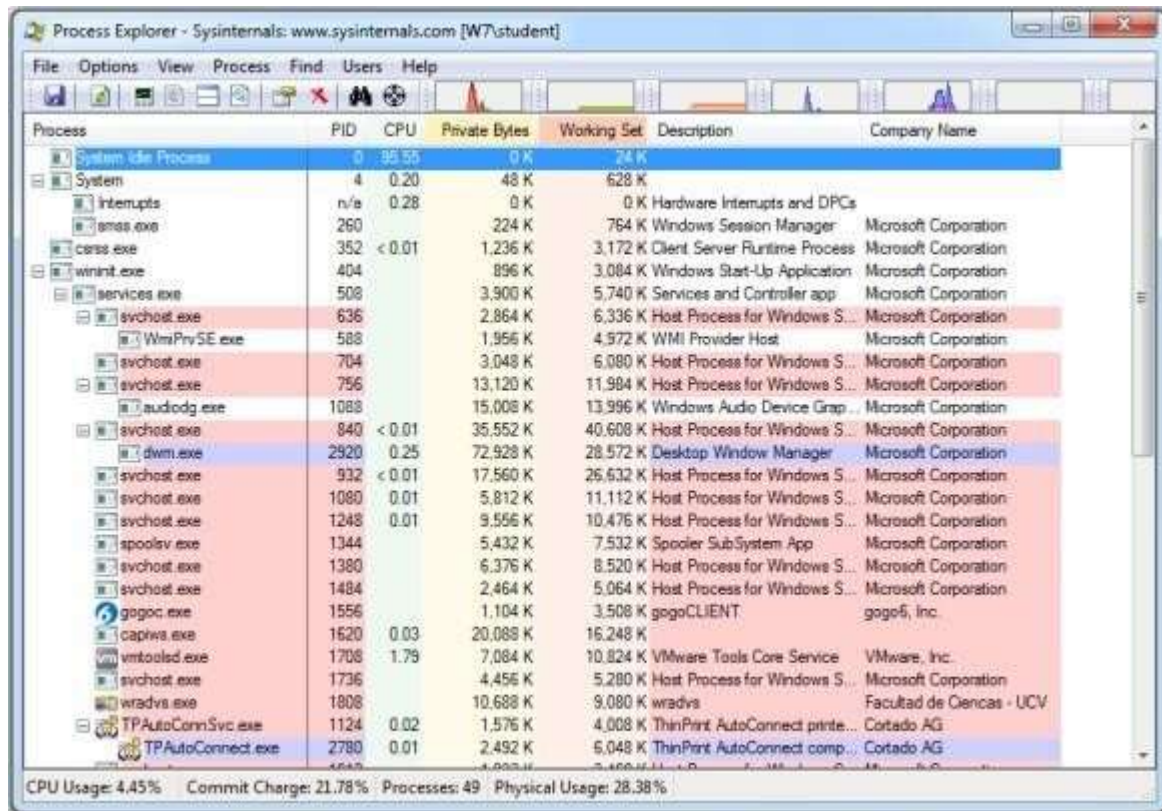 Process Explorer - Sysinternals: www.sysinternals.com [W7\student]
File Options View Process Find Users Help
Process PID CPU Private Bytes Working Set Description Company Name
System Idle Process 0 95.55 0 K 24 K
System 4 0.20 48 K 628 K
Interrupts n/a 0.28 0 K 0 K Hardware Interrupts and DPCs
smss.exe 260 224 K 764 K Windows Session Manager Microsoft Corporation
csrss.exe 352 < 0.01 1,236 K 3,172 K Client Server Runtime Process Microsoft Corporation
wininit.exe 404 896 K 3,084 K Windows Start-Up Application Microsoft Corporation
services.exe 508 3,900 K 5,740 K Services and Controller app Microsoft Corporation
svchost.exe 636 2,864 K 6,336 K Host Process for Windows S... Microsoft Corporation
WmiPrvSE.exe 588 1,956 K 4,972 K WMI Provider Host Microsoft Corporation
svchost.exe 704 3,048 K 6,080 K Host Process for Windows S... Microsoft Corporation
svchost.exe 756 13,120 K 11,984 K Host Process for Windows S... Microsoft Corporation
audiodg.exe 1088 15,008 K 13,996 K Windows Audio Device Grap... Microsoft Corporation
svchost.exe 840 < 0.01 35,552 K 40,608 K Host Process for Windows S... Microsoft Corporation
dwm.exe 2920 0.25 72,928 K 28,572 K Desktop Window Manager Microsoft Corporation
svchost.exe 932 < 0.01 17,560 K 26,632 K Host Process for Windows S... Microsoft Corporation
svchost.exe 1080 0.01 5,812 K 11,112 K Host Process for Windows S... Microsoft Corporation
svchost.exe 1248 0.01 9,556 K 10,476 K Host Process for Windows S... Microsoft Corporation
spoolsv.exe 1344 5,432 K 7,532 K Spooler SubSystem App Microsoft Corporation
svchost.exe 1380 6,376 K 8,520 K Host Process for Windows S... Microsoft Corporation
svchost.exe 1484 2,464 K 5,064 K Host Process for Windows S... Microsoft Corporation
gogoc.exe 1556 1,104 K 3,508 K gogoCLIENT gogo6, Inc.
capiws.exe 1620 0.03 20,088 K 16,248 K
vmtoolsd.exe 1708 1.79 7,084 K 10,824 K VMware Tools Core Service VMware, Inc.
svchost.exe 1736 4,456 K 5,280 K Host Process for Windows S... Microsoft Corporation
wradvs.exe 1808 10,688 K 9,080 K wradvs Facultad de Ciencas - UCV
TPAutoConnSvc.exe 1124 0.02 1,576 K 4,008 K ThinPrint AutoConnect printe... Cortado AG
TPAutoConnect.exe 2780 0.01 2,492 K 6,048 K ThinPrint AutoConnect comp... Cortado AG
CPU Usage: 4.45% Commit Charge: 21.78% Processes: 49 Physical Usage: 28.38%